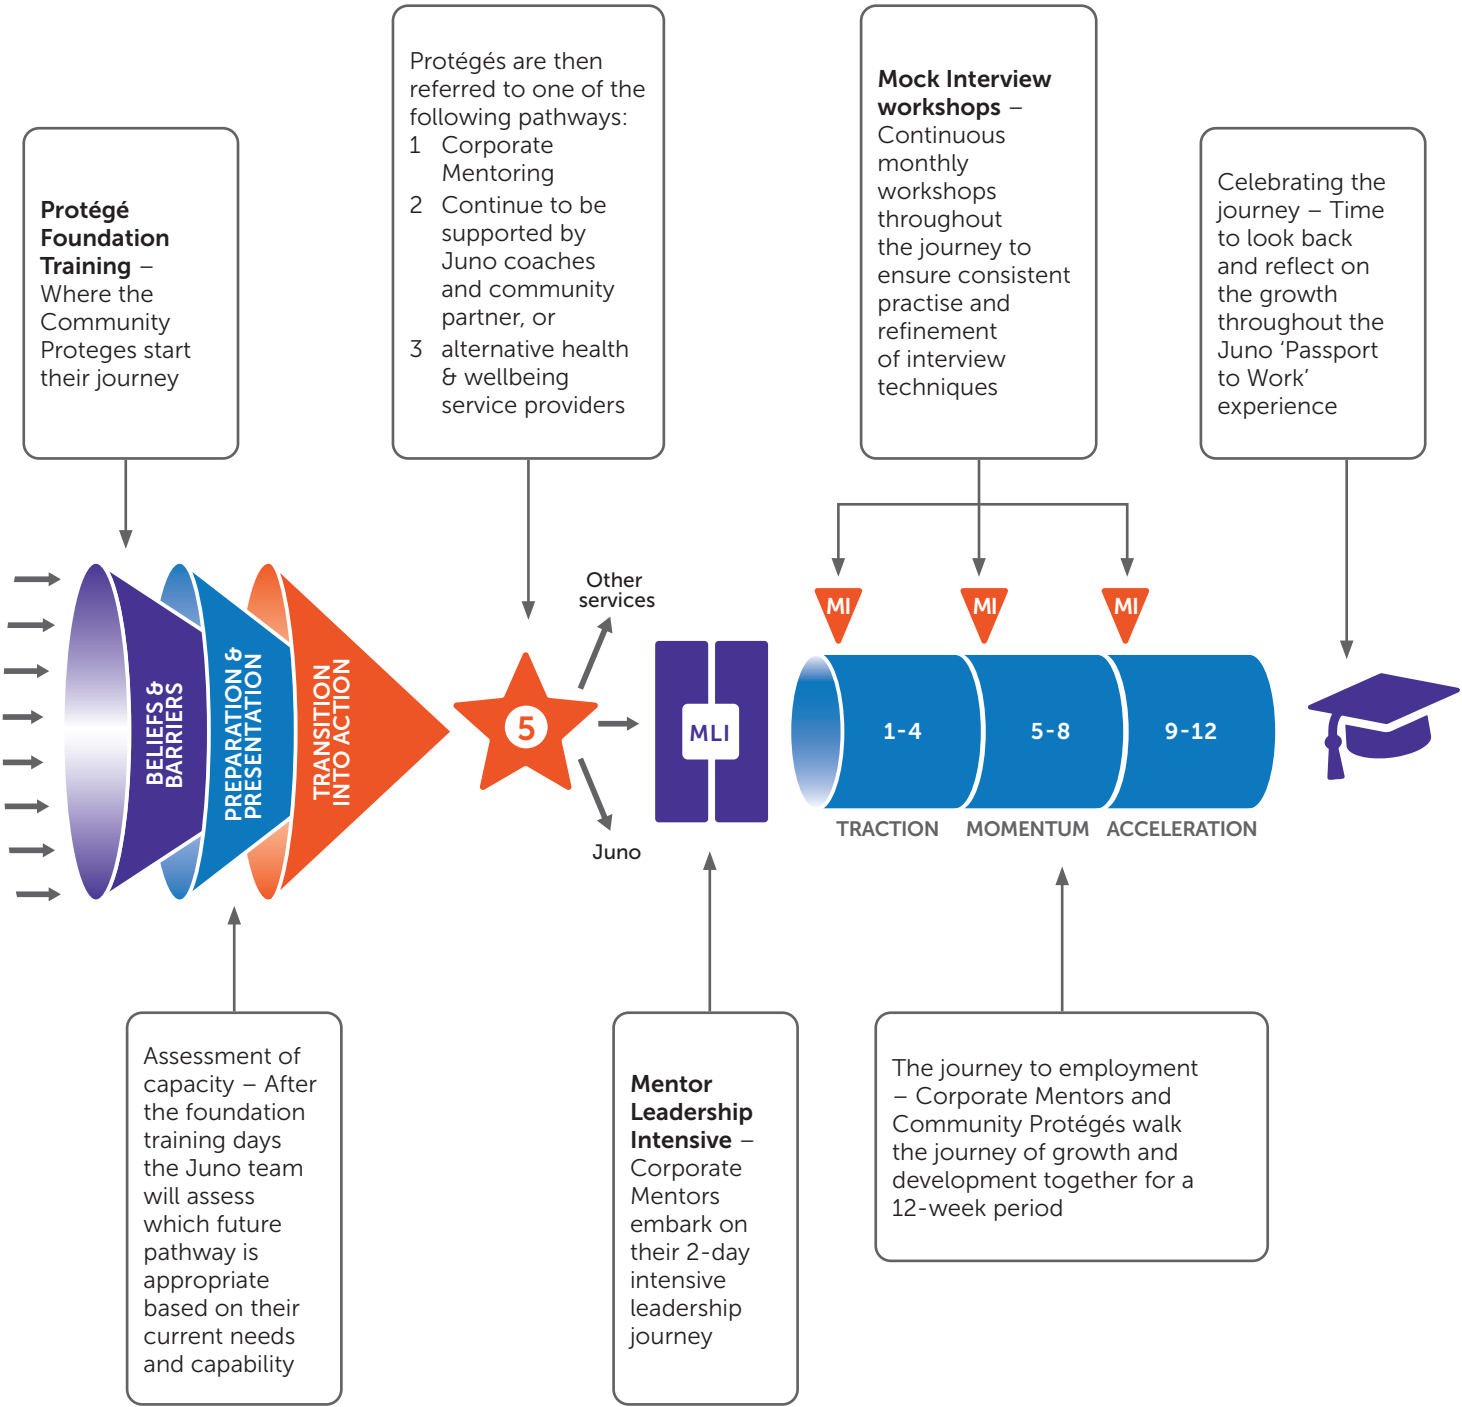 Protégé
Foundation
Training –
Where the
Community
Proteges start
their journey
Protégés are then
referred to one of the
following pathways:
1 Corporate
Mentoring
2 Continue to be
supported by
Juno coaches
and community
partner, or
3 alternative health
& wellbeing
service providers
Mock Interview
workshops –
Continuous
monthly
workshops
throughout
the journey to
ensure consistent
practise and
refinement
of interview
techniques
Celebrating the
journey – Time
to look back
and reflect on
the growth
throughout the
Juno ‘Passport
to Work’
experience
BELIEFS &
BARRIERS
PREPARATION &
PRESENTATION
TRANSITION
INTO ACTION
5
Other
services
Juno
MLI
MI
MI
MI
1-4
5-8
9-12
TRACTION
MOMENTUM
ACCELERATION
Assessment of
capacity – After
the foundation
training days
the Juno team
will assess
which future
pathway is
appropriate
based on their
current needs
and capability
Mentor
Leadership
Intensive –
Corporate
Mentors
embark on
their 2-day
intensive
leadership
journey
The journey to employment
– Corporate Mentors and
Community Protégés walk
the journey of growth and
development together for a
12-week period